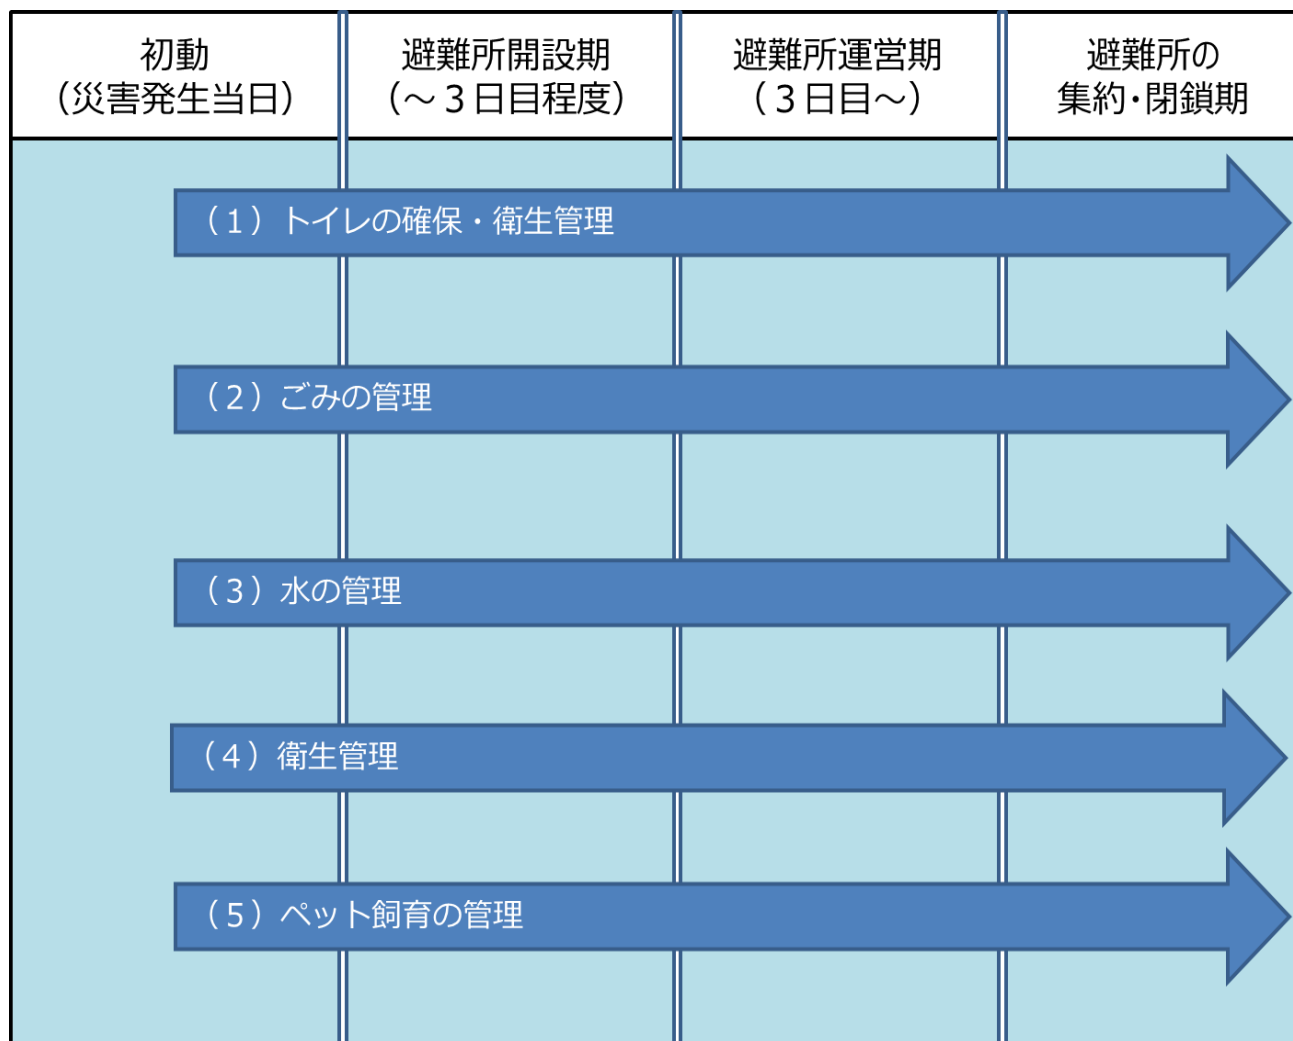 初動
（災害発生当日）
避難所開設期
（～３日目程度）
避難所運営期
（３日目～）
避難所の
集約･閉鎖期
（1）トイレの確保・衛生管理
（2）ごみの管理
（3）水の管理
（4）衛生管理
（5）ペット飼育の管理